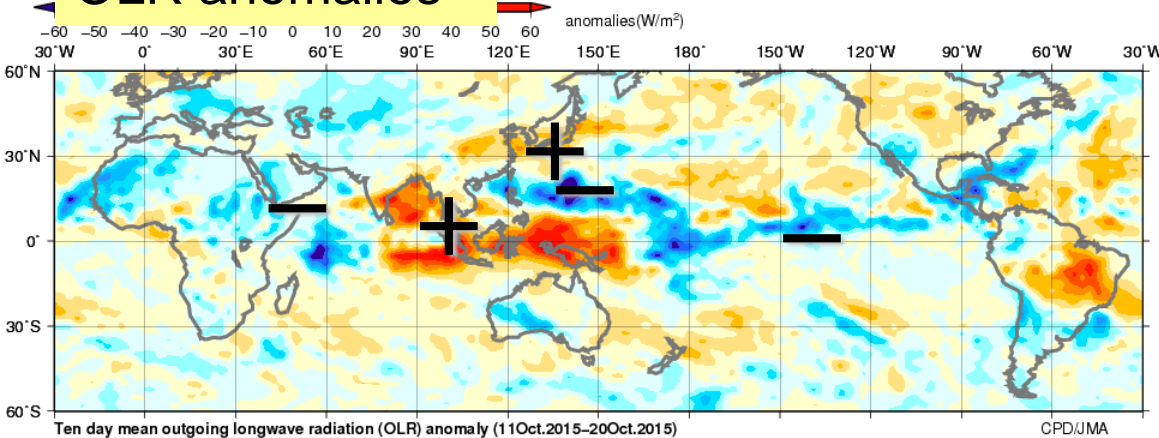 OLR anomalies
anomalies(W/m²)
−60 −50 −40 −30 −20 −10 0 10 20 30 40 50 60
30˚W 0˚ 30˚E 60˚E 90˚E 120˚E 150˚E 180˚ 150˚W 120˚W 90˚W 60˚W 30˚W
60˚N
30˚N
0˚
30˚S
60˚S
Ten day mean outgoing longwave radiation (OLR) anomaly (11Oct.2015−20Oct.2015)
CPD/JMA